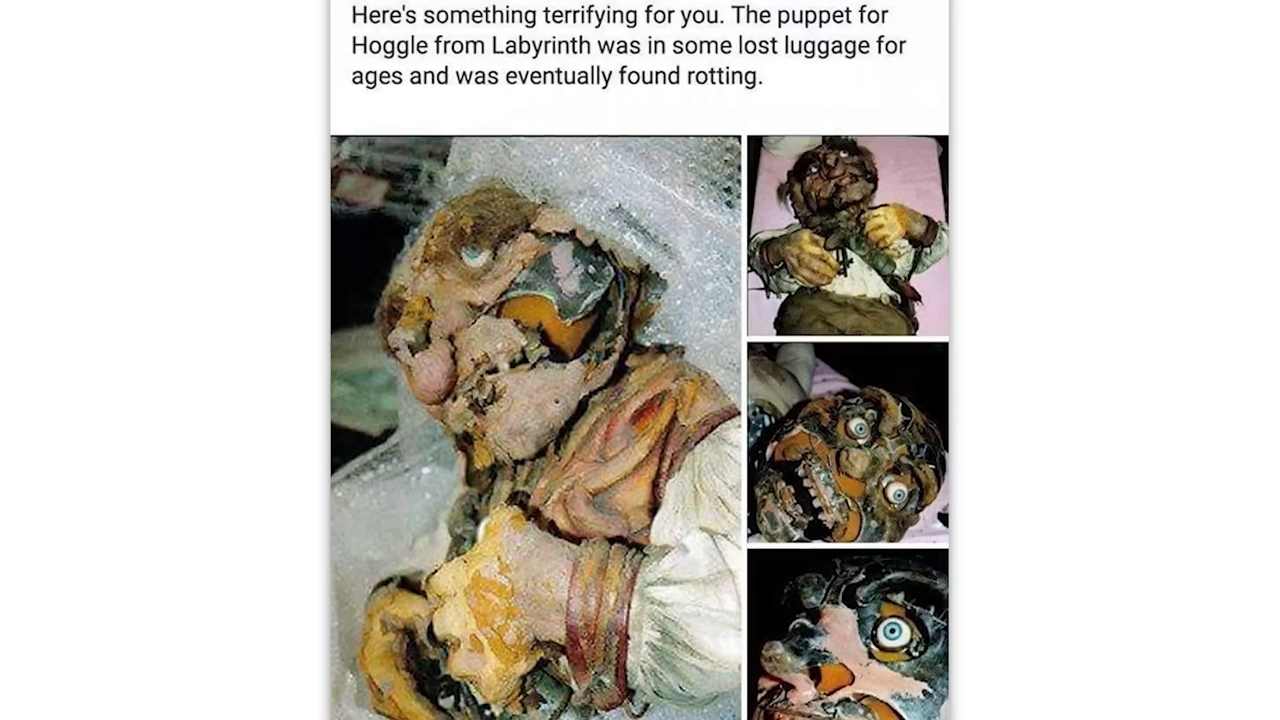 Here's something terrifying for you. The puppet for
Hoggle from Labyrinth was in some lost luggage for
ages and was eventually found rotting.